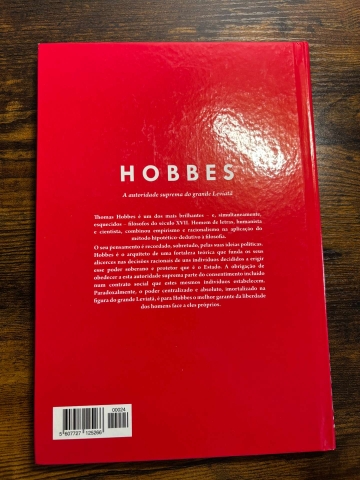 HOBBES
A autoridade suprema do grande Leviatã
Thomas Hobbes é um dos mais brilhantes – e, simultaneamente,
esquecidos – filósofos do século XVII. Homem de letras, humanista
e cientista, combinou empirismo e racionalismo na aplicação do
método hipotético-dedutivo à filosofia.
O seu pensamento é recordado, sobretudo, pelas suas ideias políticas.
Hobbes é o arquiteto de uma fortaleza teórica que funda os seus
alicerces nas decisões racionais de uns indivíduos decididos a erigir
esse poder soberano e protetor que é o Estado. A obrigação de
obedecer a esta autoridade suprema parte do consentimento incluído
num contrato social que estes mesmos indivíduos estabelecem.
Paradoxalmente, o poder centralizado e absoluto, imortalizado na
figura do grande Leviatã, é para Hobbes o melhor garante da liberdade
dos homens face a eles próprios.
00024
5 607727 125266